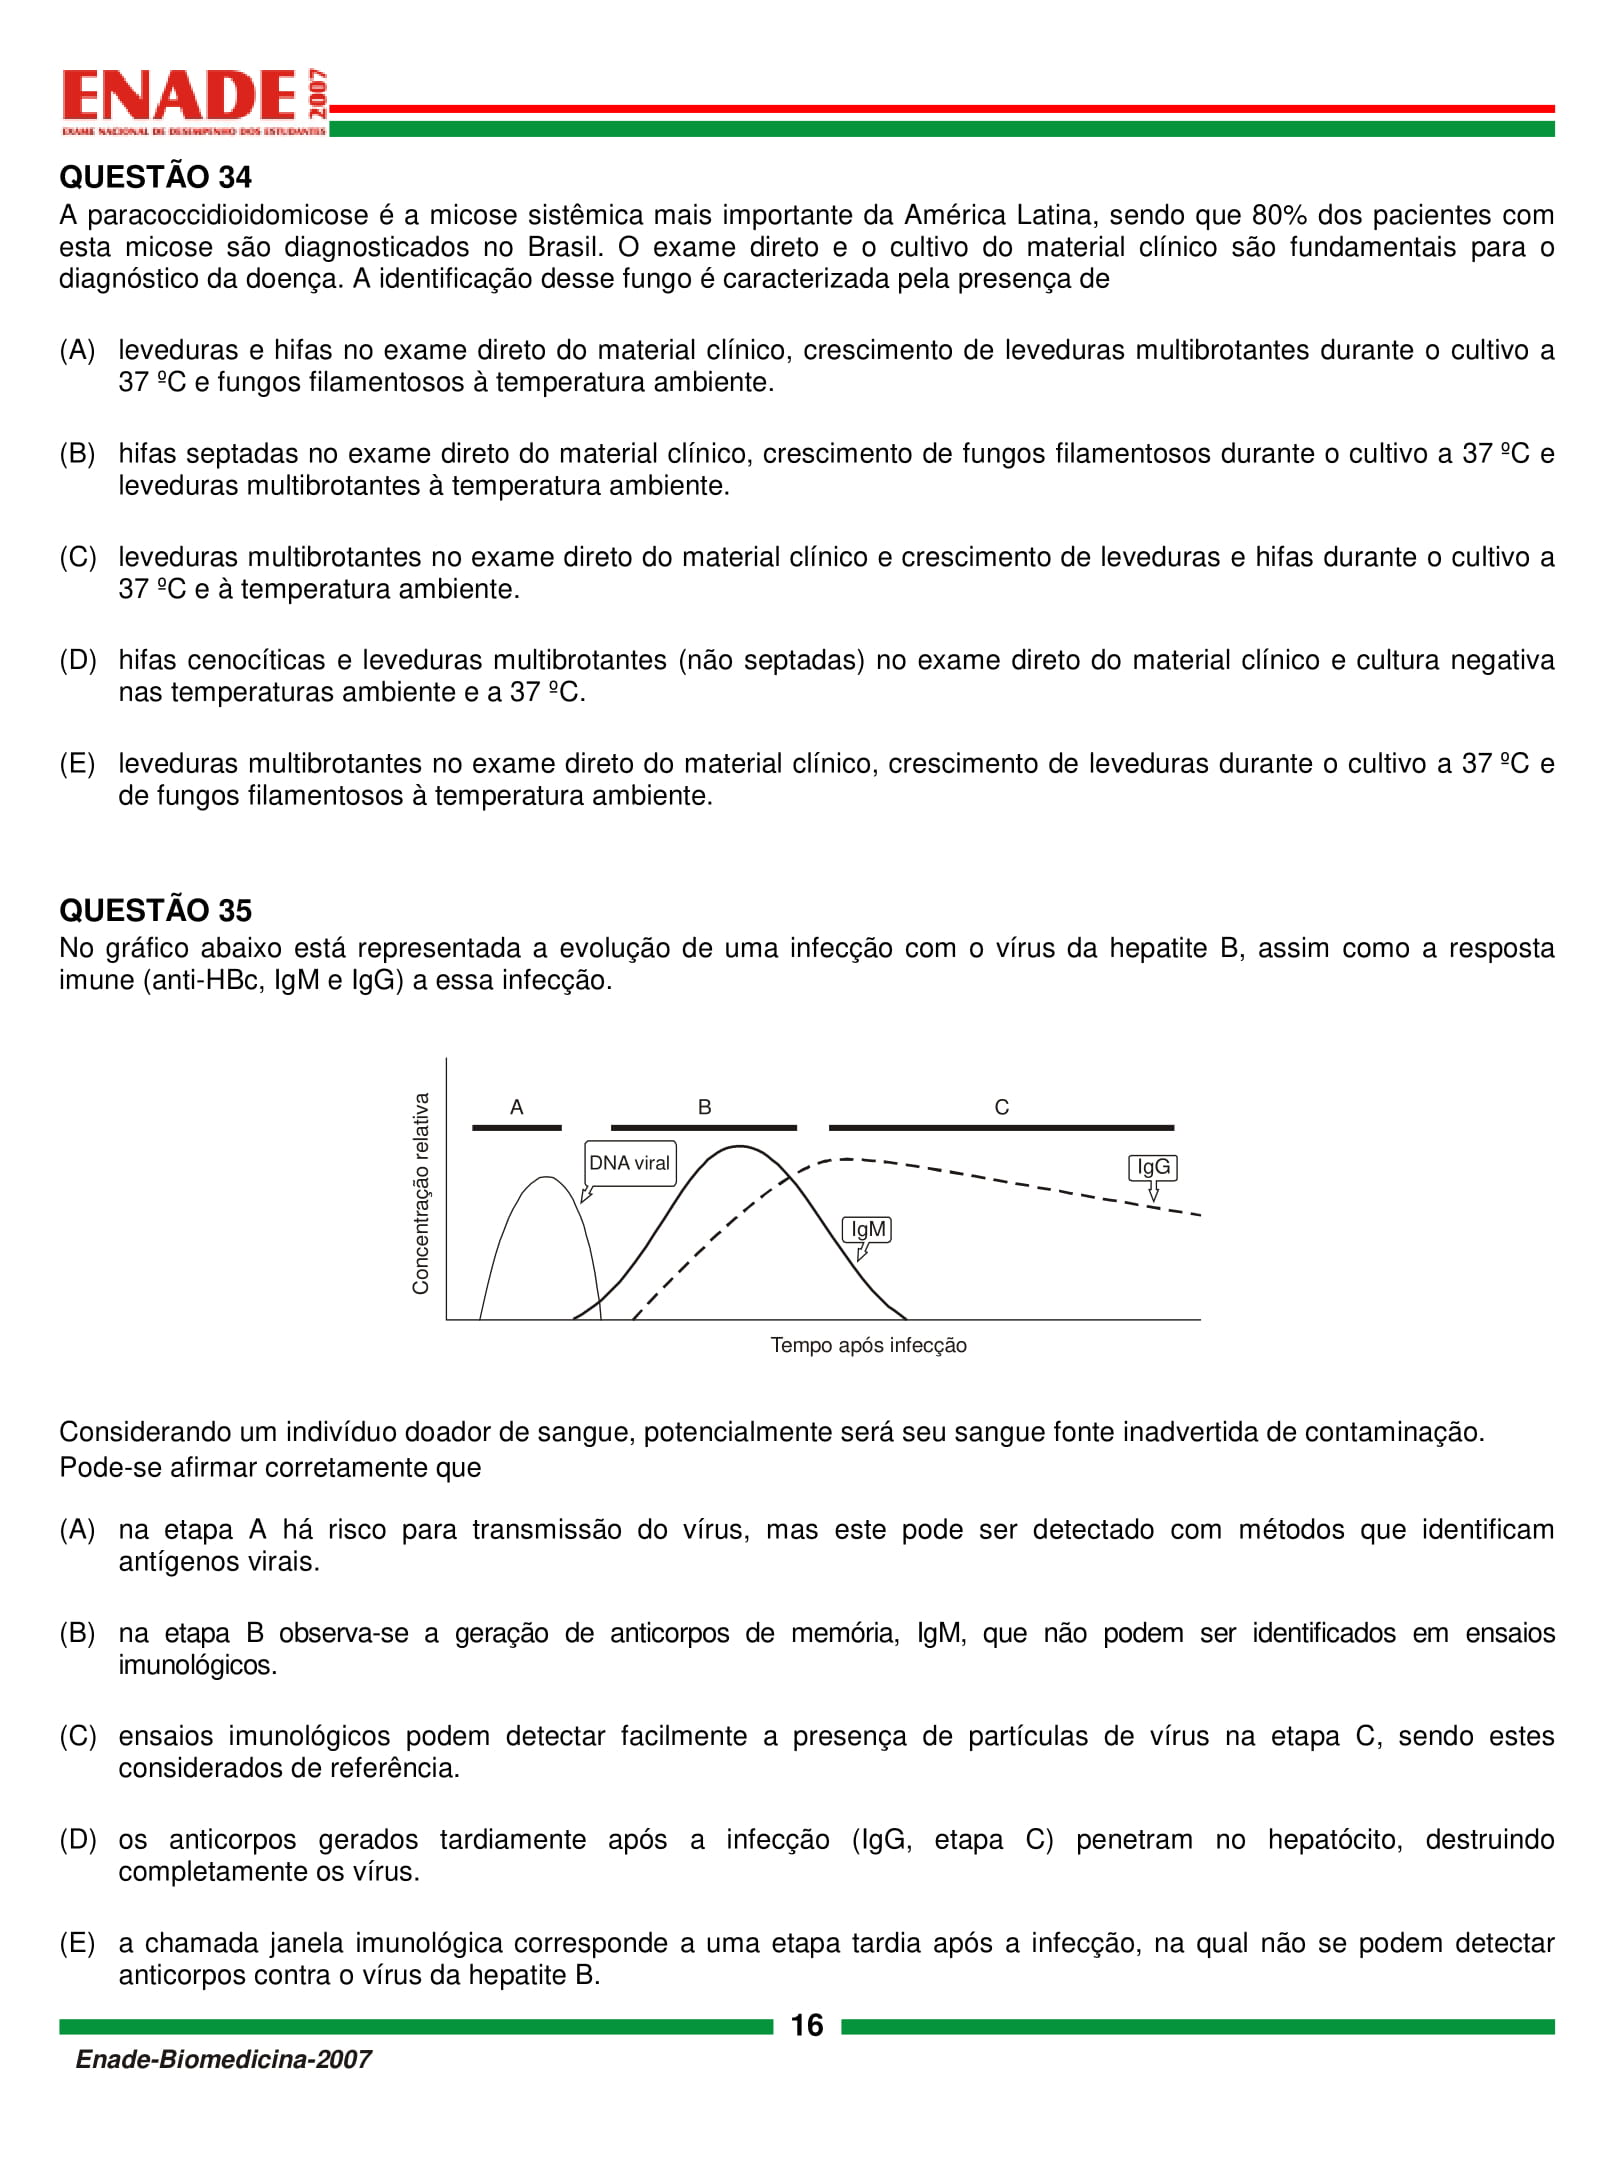 ENADE 2007
EXAME NACIONAL DE DESEMPENHO DOS ESTUDANTES
QUESTÃO 34
A paracoccidioidomicose é a micose sistêmica mais importante da América Latina, sendo que 80% dos pacientes com
esta micose são diagnosticados no Brasil. O exame direto e o cultivo do material clínico são fundamentais para o
diagnóstico da doença. A identificação desse fungo é caracterizada pela presença de
(A) leveduras e hifas no exame direto do material clínico, crescimento de leveduras multibrotantes durante o cultivo a
37 ºC e fungos filamentosos à temperatura ambiente.
(B) hifas septadas no exame direto do material clínico, crescimento de fungos filamentosos durante o cultivo a 37 ºC e
leveduras multibrotantes à temperatura ambiente.
(C) leveduras multibrotantes no exame direto do material clínico e crescimento de leveduras e hifas durante o cultivo a
37 ºC e à temperatura ambiente.
(D) hifas cenocíticas e leveduras multibrotantes (não septadas) no exame direto do material clínico e cultura negativa
nas temperaturas ambiente e a 37 ºC.
(E) leveduras multibrotantes no exame direto do material clínico, crescimento de leveduras durante o cultivo a 37 ºC e
de fungos filamentosos à temperatura ambiente.
QUESTÃO 35
No gráfico abaixo está representada a evolução de uma infecção com o vírus da hepatite B, assim como a resposta
imune (anti-HBc, IgM e IgG) a essa infecção.
Concentração relativa
A B C
DNA viral
IgG
IgM
Tempo após infecção
Considerando um indivíduo doador de sangue, potencialmente será seu sangue fonte inadvertida de contaminação.
Pode-se afirmar corretamente que
(A) na etapa A há risco para transmissão do vírus, mas este pode ser detectado com métodos que identificam
antígenos virais.
(B) na etapa B observa-se a geração de anticorpos de memória, IgM, que não podem ser identificados em ensaios
imunológicos.
(C) ensaios imunológicos podem detectar facilmente a presença de partículas de vírus na etapa C, sendo estes
considerados de referência.
(D) os anticorpos gerados tardiamente após a infecção (IgG, etapa C) penetram no hepatócito, destruindo
completamente os vírus.
(E) a chamada janela imunológica corresponde a uma etapa tardia após a infecção, na qual não se podem detectar
anticorpos contra o vírus da hepatite B.
16
Enade-Biomedicina-2007